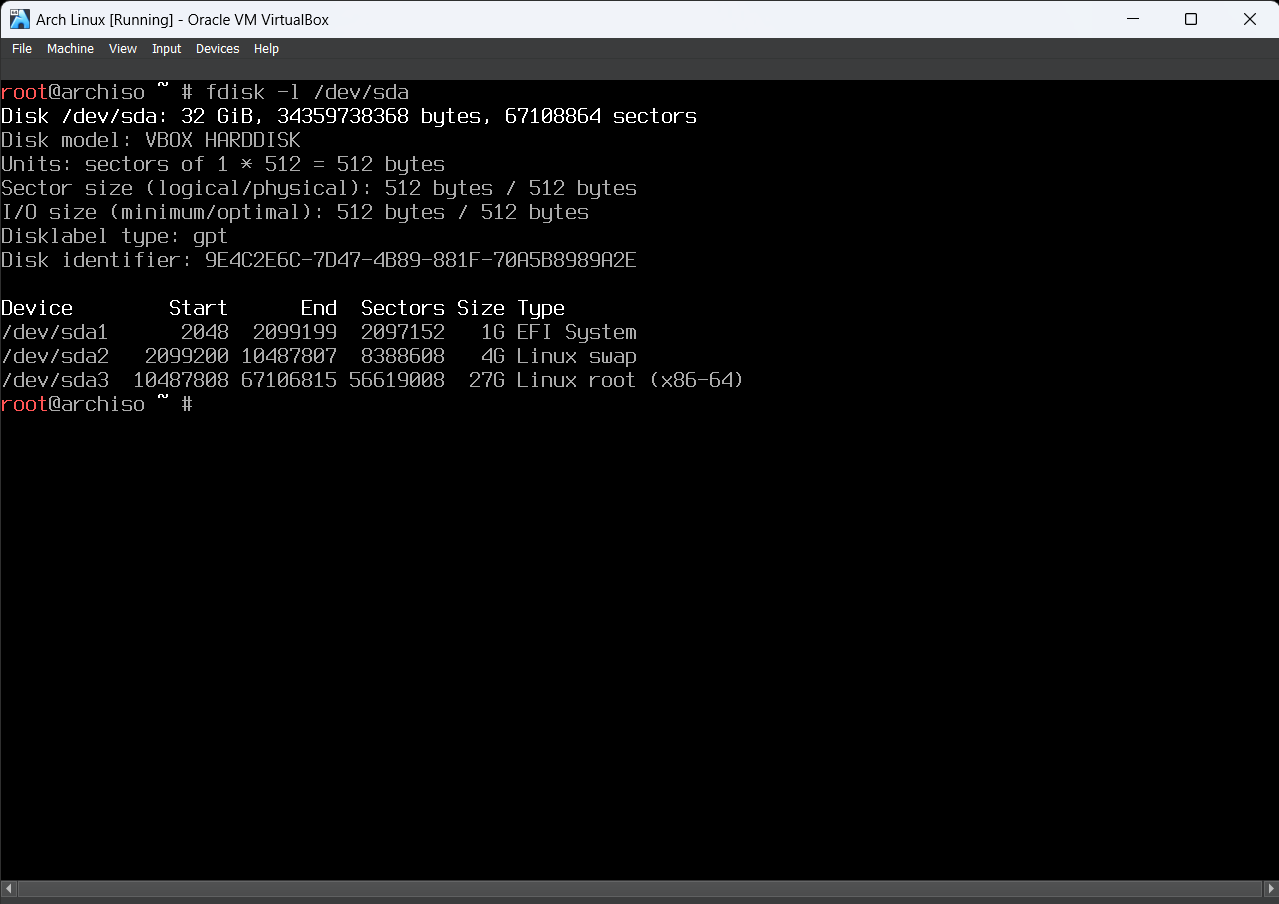 Arch Linux [Running] - Oracle VM VirtualBox
File Machine View Input Devices Help
root@archiso ~ # fdisk -l /dev/sda
Disk /dev/sda: 32 GiB, 34359738368 bytes, 67108864 sectors
Disk model: VBOX HARDDISK
Units: sectors of 1 * 512 = 512 bytes
Sector size (logical/physical): 512 bytes / 512 bytes
I/O size (minimum/optimal): 512 bytes / 512 bytes
Disklabel type: gpt
Disk identifier: 9E4C2E6C-7D47-4B89-881F-70A5B8989A2E
Device        Start      End  Sectors Size Type
/dev/sda1      2048  2099199  2097152   1G EFI System
/dev/sda2   2099200 10487807  8388608   4G Linux swap
/dev/sda3  10487808 67106815 56619008  27G Linux root (x86-64)
root@archiso ~ #